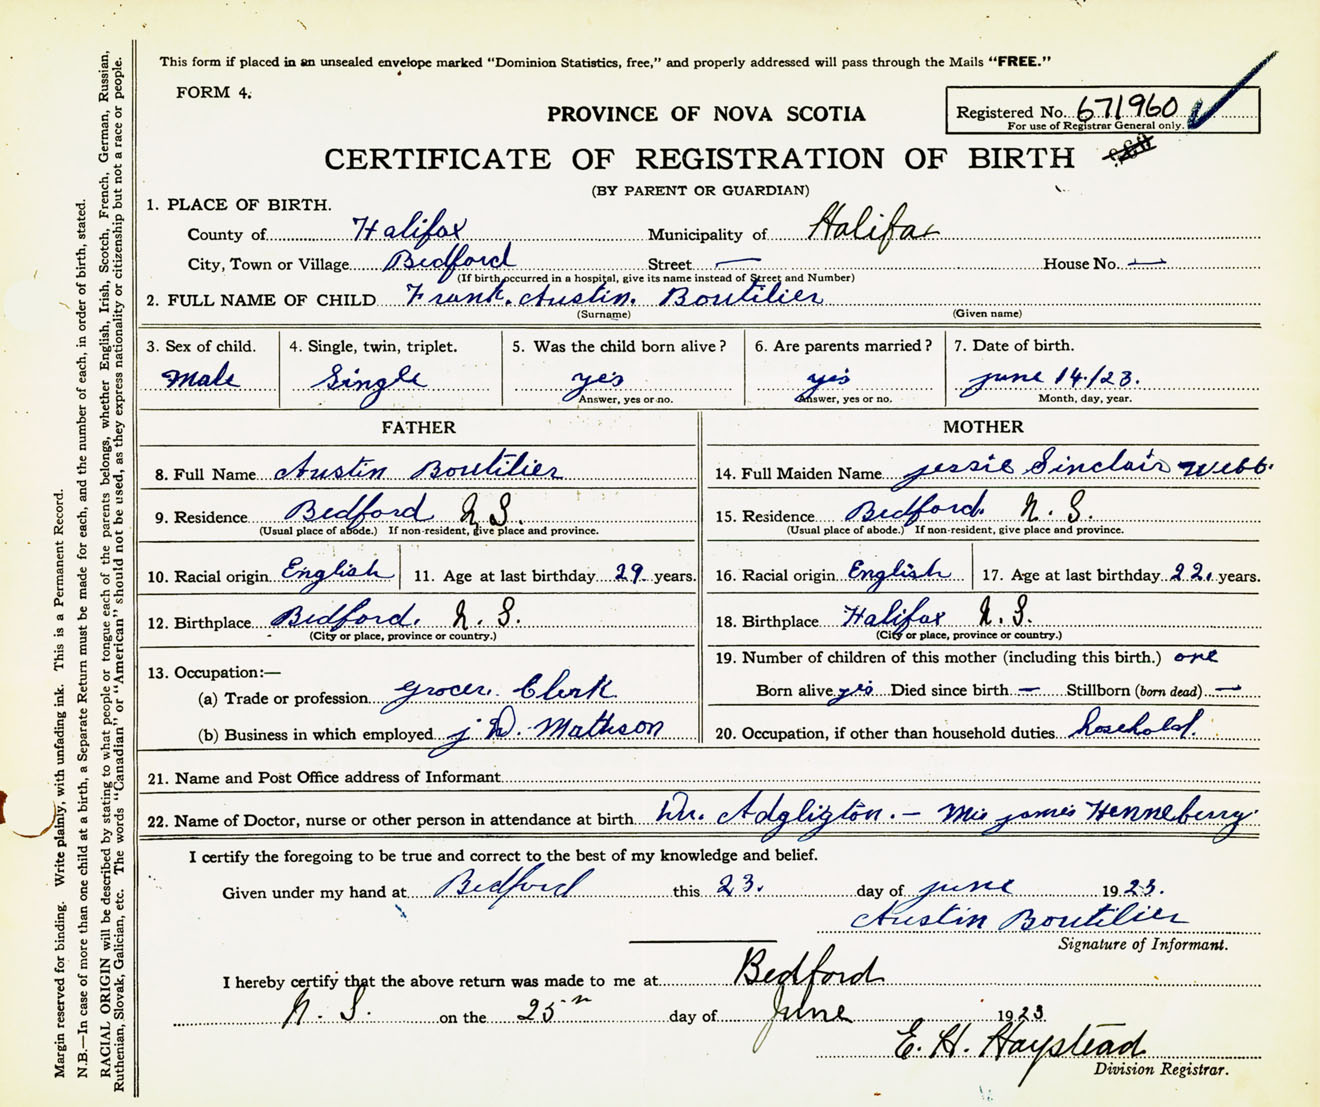 This form if placed in an unsealed envelope marked "Dominion Statistics, free," and properly addressed will pass through the Mails "FREE."
FORM 4.
PROVINCE OF NOVA SCOTIA
Registered No. 671960
For use of Registrar General only.
CERTIFICATE OF REGISTRATION OF BIRTH
(BY PARENT OR GUARDIAN)
1. PLACE OF BIRTH.
County of Halifax Municipality of Halifax
City, Town or Village Bedford Street — House No. —
(If birth occurred in a hospital, give its name instead of Street and Number)
2. FULL NAME OF CHILD Frank. Austin. Boutilier
(Surname) (Given name)
3. Sex of child. 4. Single, twin, triplet. 5. Was the child born alive? 6. Are parents married? 7. Date of birth.
Male Single yes yes june 14/23.
Answer, yes or no. Answer, yes or no. Month, day, year.
FATHER MOTHER
8. Full Name Austin Boutilier 14. Full Maiden Name jessie Sinclair Webb.
9. Residence Bedford N S. 15. Residence Bedford. N. S.
(Usual place of abode.) If non-resident, give place and province. (Usual place of abode.) If non-resident, give place and province.
10. Racial origin English 11. Age at last birthday 29 years. 16. Racial origin English 17. Age at last birthday 22. years.
12. Birthplace Bedford. N. S. 18. Birthplace Halifax N. S.
(City or place, province or country.) (City or place, province or country.)
13. Occupation:— 19. Number of children of this mother (including this birth.) one
(a) Trade or profession grocer. Clerk Born alive yes Died since birth — Stillborn (born dead) —
(b) Business in which employed j. D. Matheson 20. Occupation, if other than household duties hosehold.
21. Name and Post Office address of Informant
22. Name of Doctor, nurse or other person in attendance at birth Dr. – james Henneberry
I certify the foregoing to be true and correct to the best of my knowledge and belief.
Given under my hand at Bedford this 23. day of june 1923.
Austin Boutilier
Signature of Informant.
I hereby certify that the above return was made to me at Bedford
N. S. on the 25th day of June 1923
E. H. Haystead
Division Registrar.
Margin reserved for binding. Write plainly, with unfading ink. This is a Permanent Record.
N.B.—In case of more than one child at a birth, a Separate Return must be made for each, and the number of each, in order of birth, stated.
RACIAL ORIGIN will be described by stating to what people or tongue each of the parents belongs, whether English, Irish, Scotch, French, German, Russian,
Ruthenian, Slovak, Galician, etc. The words "Canadian" or "American" should not be used, as they express nationality or citizenship but not a race or people.